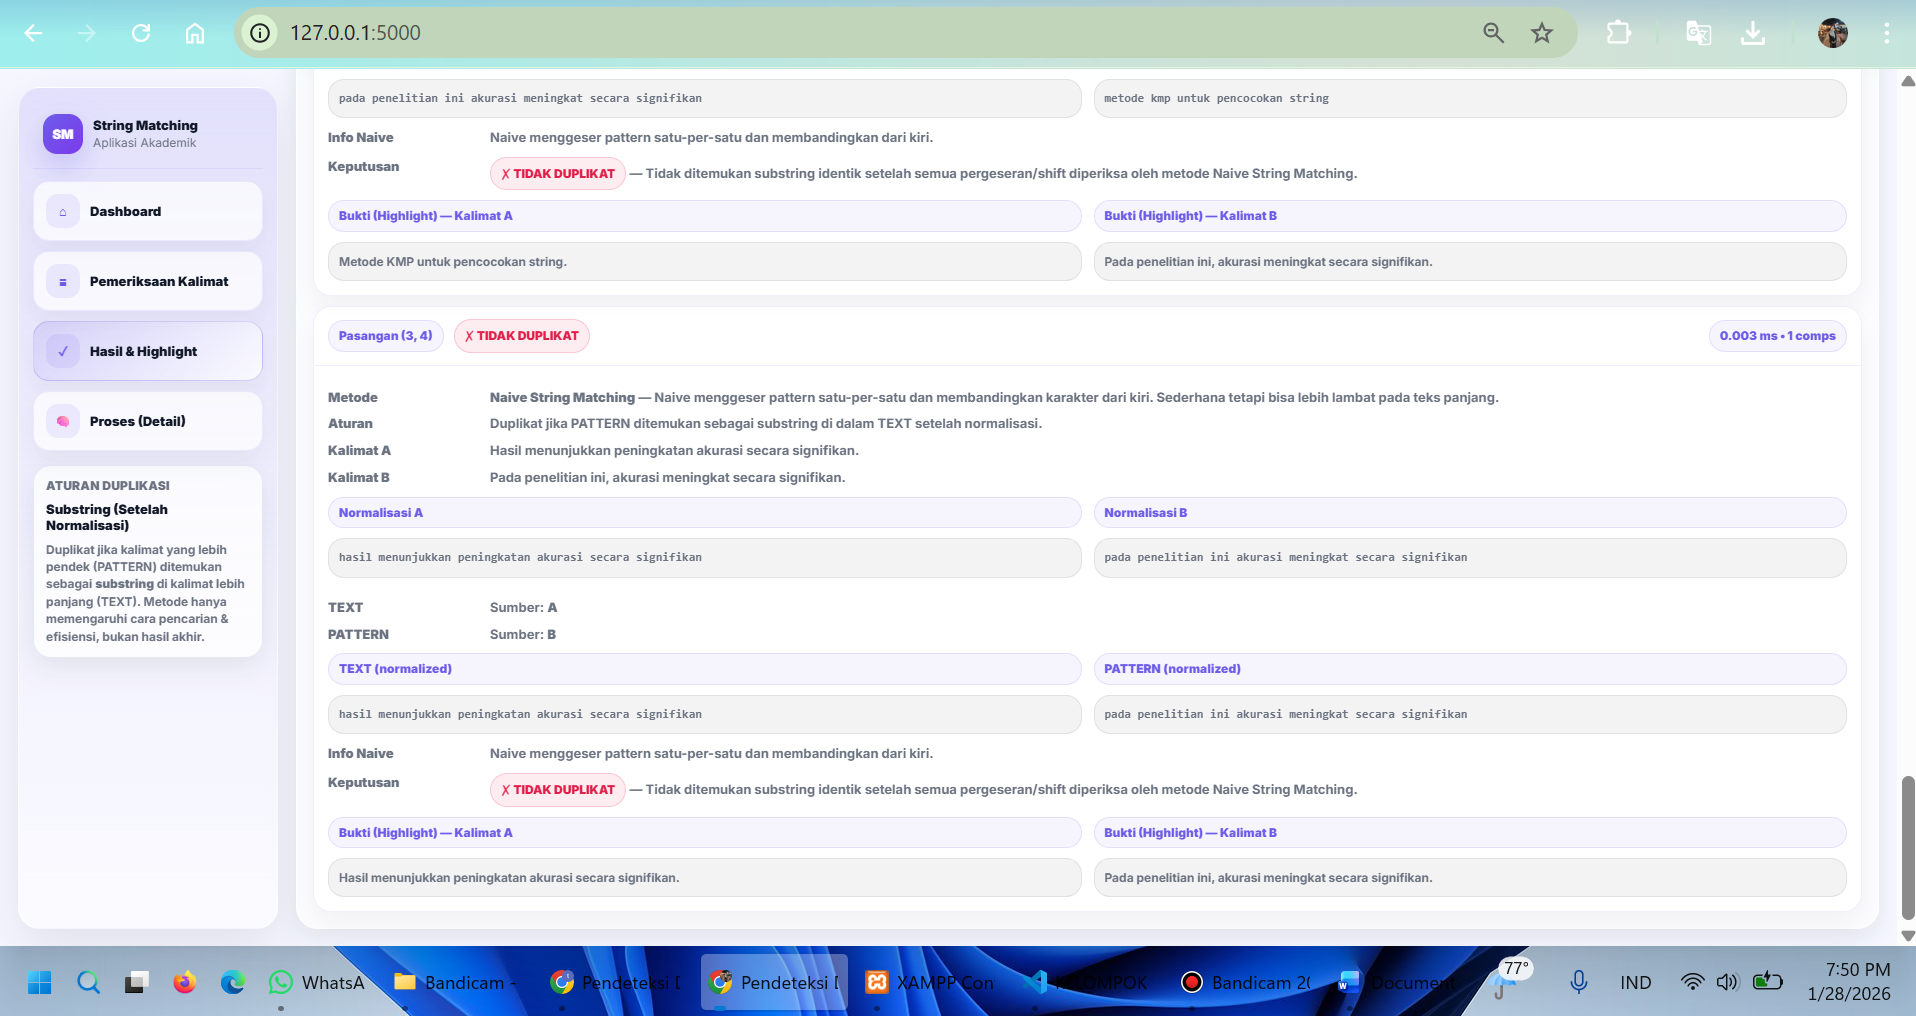 127.0.0.1:5000
SM
String Matching
Aplikasi Akademik
Dashboard
Pemeriksaan Kalimat
Hasil & Highlight
Proses (Detail)
ATURAN DUPLIKASI
Substring (Setelah
Normalisasi)
Duplikat jika kalimat yang lebih
pendek (PATTERN) ditemukan
sebagai substring di kalimat lebih
panjang (TEXT). Metode hanya
memengaruhi cara pencarian &
efisiensi, bukan hasil akhir.
pada penelitian ini akurasi meningkat secara signifikan
metode kmp untuk pencocokan string
Info Naive Naive menggeser pattern satu-per-satu dan membandingkan dari kiri.
Keputusan ✗ TIDAK DUPLIKAT — Tidak ditemukan substring identik setelah semua pergeseran/shift diperiksa oleh metode Naive String Matching.
Bukti (Highlight) — Kalimat A
Bukti (Highlight) — Kalimat B
Metode KMP untuk pencocokan string.
Pada penelitian ini, akurasi meningkat secara signifikan.
Pasangan (3, 4) ✗ TIDAK DUPLIKAT 0.003 ms • 1 comps
Metode Naive String Matching — Naive menggeser pattern satu-per-satu dan membandingkan karakter dari kiri. Sederhana tetapi bisa lebih lambat pada teks panjang.
Aturan Duplikat jika PATTERN ditemukan sebagai substring di dalam TEXT setelah normalisasi.
Kalimat A Hasil menunjukkan peningkatan akurasi secara signifikan.
Kalimat B Pada penelitian ini, akurasi meningkat secara signifikan.
Normalisasi A
Normalisasi B
hasil menunjukkan peningkatan akurasi secara signifikan
pada penelitian ini akurasi meningkat secara signifikan
TEXT Sumber: A
PATTERN Sumber: B
TEXT (normalized)
PATTERN (normalized)
hasil menunjukkan peningkatan akurasi secara signifikan
pada penelitian ini akurasi meningkat secara signifikan
Info Naive Naive menggeser pattern satu-per-satu dan membandingkan dari kiri.
Keputusan ✗ TIDAK DUPLIKAT — Tidak ditemukan substring identik setelah semua pergeseran/shift diperiksa oleh metode Naive String Matching.
Bukti (Highlight) — Kalimat A
Bukti (Highlight) — Kalimat B
Hasil menunjukkan peningkatan akurasi secara signifikan.
Pada penelitian ini, akurasi meningkat secara signifikan.
WhatsA
Bandicam -
Pendeteksi
Pendeteksi
XAMPP Con
Bandicam 20
Document
77°
IND
7:50 PM
1/28/2026